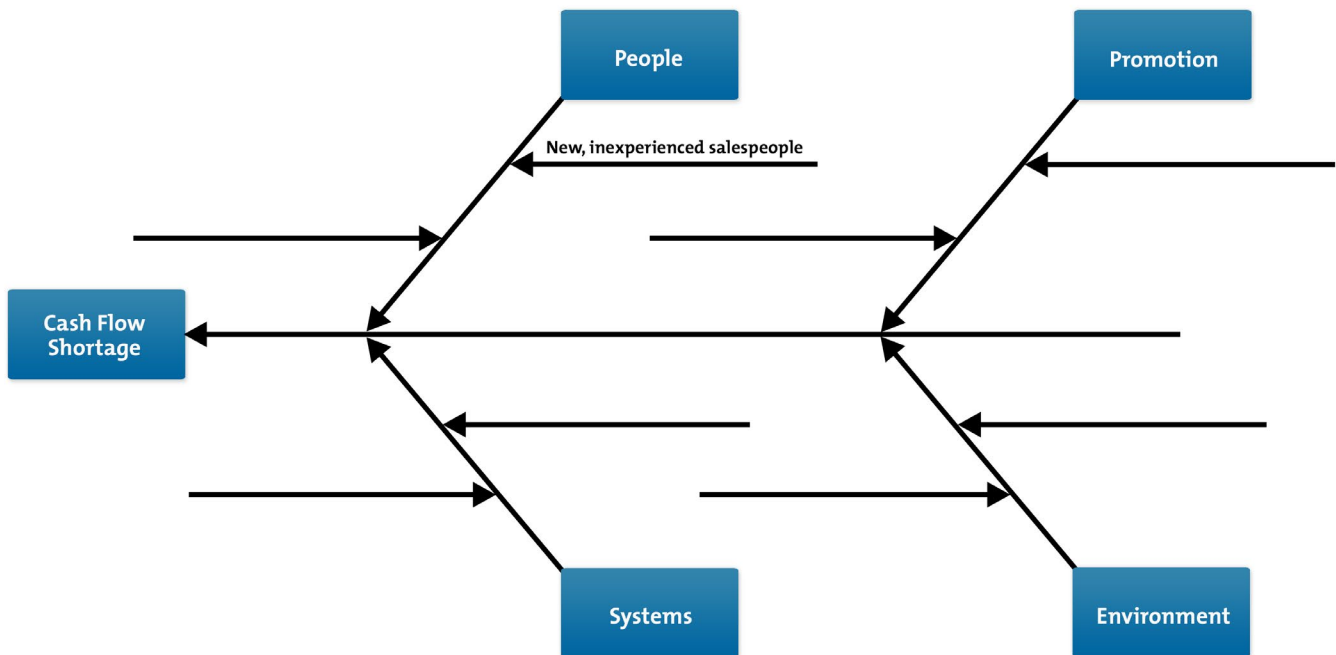 People
Promotion
New, inexperienced salespeople
Cash Flow
Shortage
Systems
Environment